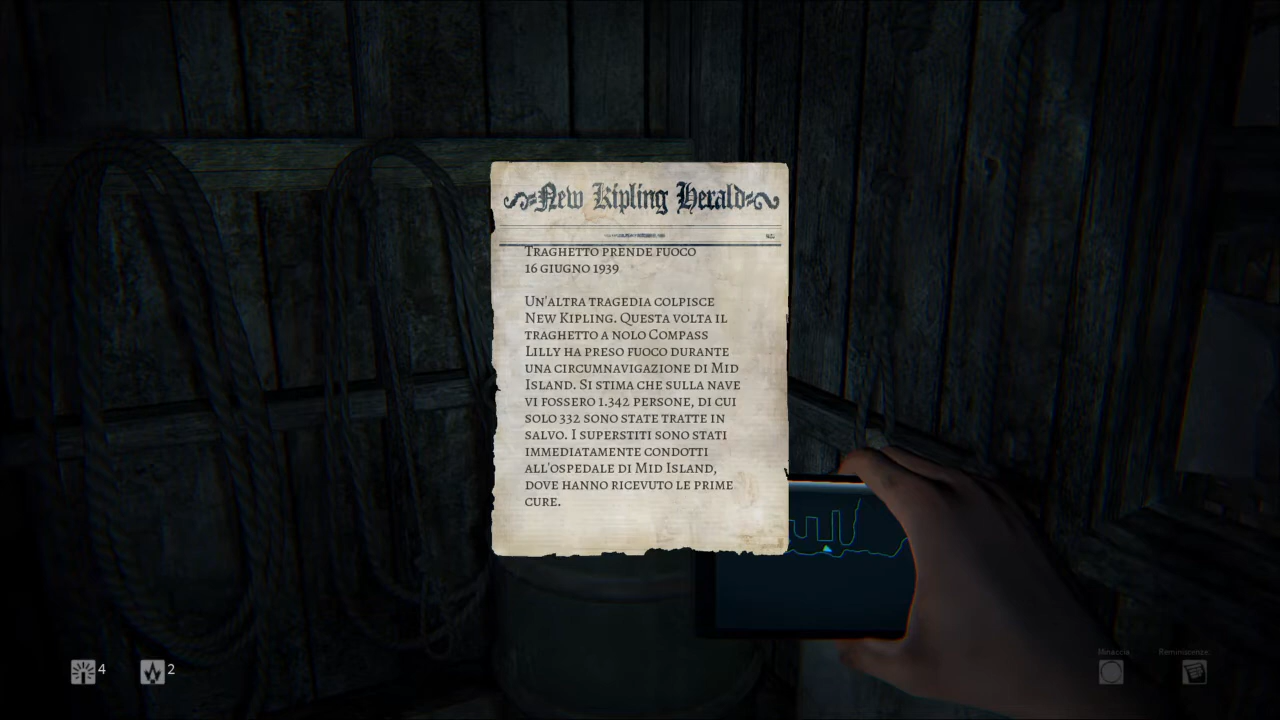 New Kipling Herald
Traghetto prende fuoco
16 giugno 1939
Un'altra tragedia colpisce
New Kipling. Questa volta il
traghetto a nolo Compass
Lilly ha preso fuoco durante
una circumnavigazione di Mid
Island. Si stima che sulla nave
vi fossero 1.342 persone, di cui
solo 332 sono state tratte in
salvo. I superstiti sono stati
immediatamente condotti
all'ospedale di Mid Island,
dove hanno ricevuto le prime
cure.
4
2
Minaccia
Reminiscenze